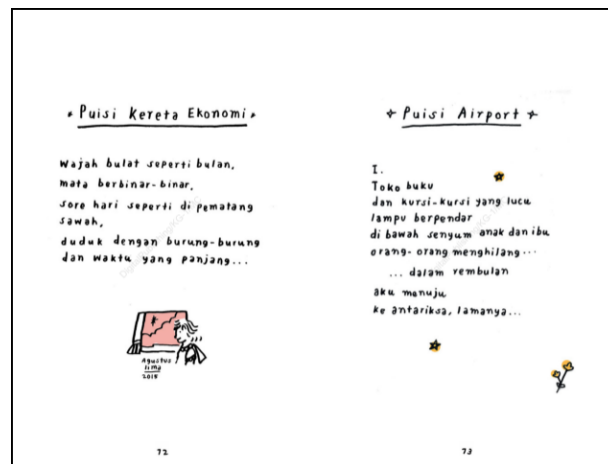 Puisi Kereta Ekonomi
Wajah bulat seperti bulan,
mata berbinar-binar,
sore hari seperti di pematang
sawah,
duduk dengan burung-burung
dan waktu yang panjang...
Agustus
lima
2015
72
Puisi Airport
I.
Toko buku
dan kursi-kursi yang lucu
lampu berpendar
di bawah senyum anak dan ibu
orang-orang menghilang...
... dalam rembulan
aku menuju
ke antariksa, lamanya...
73